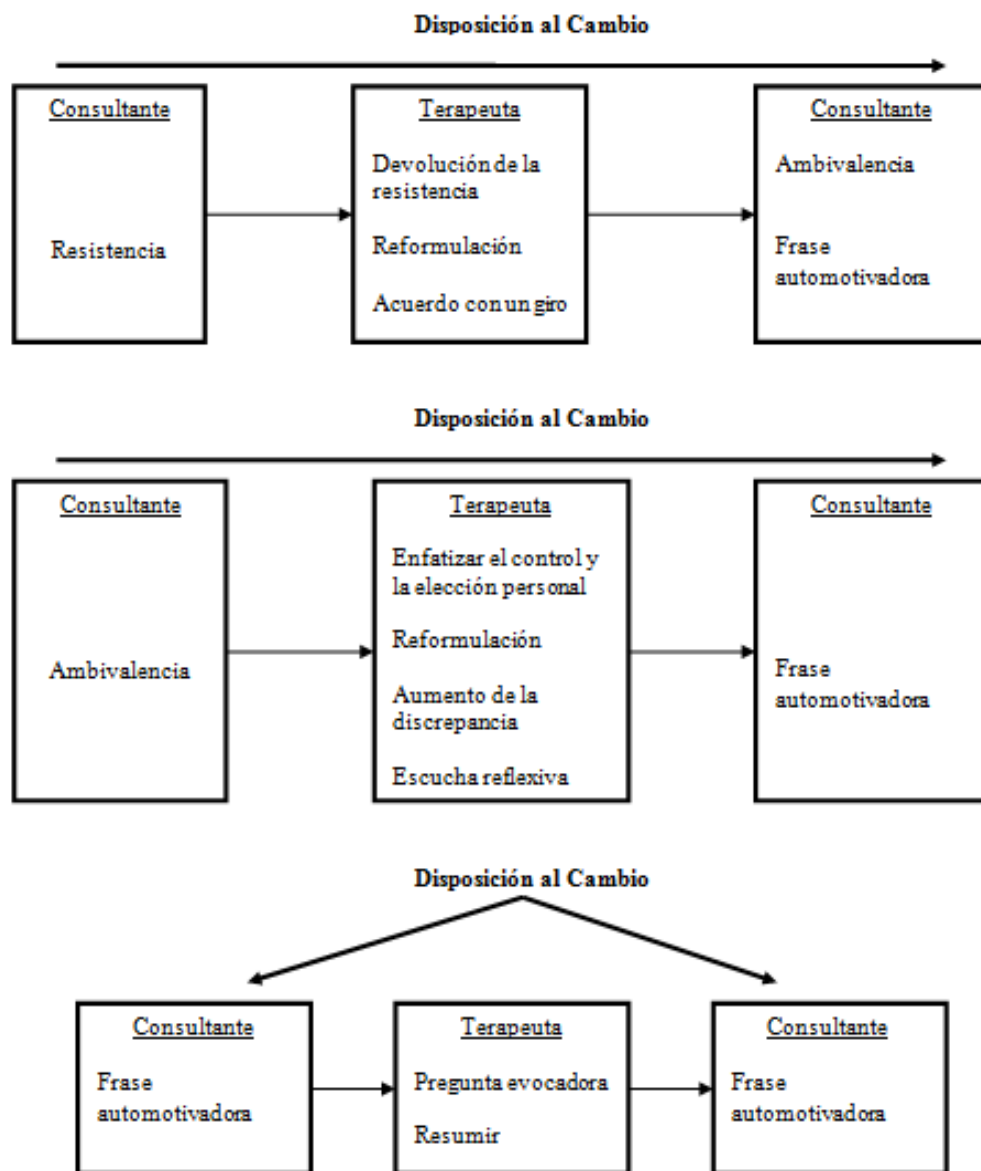 Disposición al Cambio
Consultante
Resistencia
Terapeuta
Devolución de la
resistencia
Reformulación
Acuerdo con un giro
Consultante
Ambivalencia
Frase
automotivadora
Disposición al Cambio
Consultante
Ambivalencia
Terapeuta
Enfatizar el control y
la elección personal
Reformulación
Aumento de la
discrepancia
Escucha reflexiva
Consultante
Frase
automotivadora
Disposición al Cambio
Consultante
Frase
automotivadora
Terapeuta
Pregunta evocadora
Resumir
Consultante
Frase
automotivadora